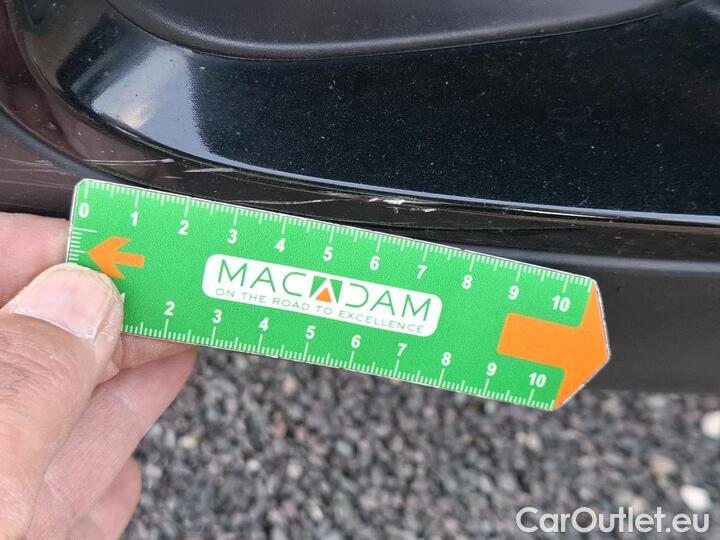 0 1 2 3 4 5 6 7 8 9 10
MACADAM
ON THE ROAD TO EXCELLENCE
2 3 4 5 6 7 8 9 10
CarOutlet.eu